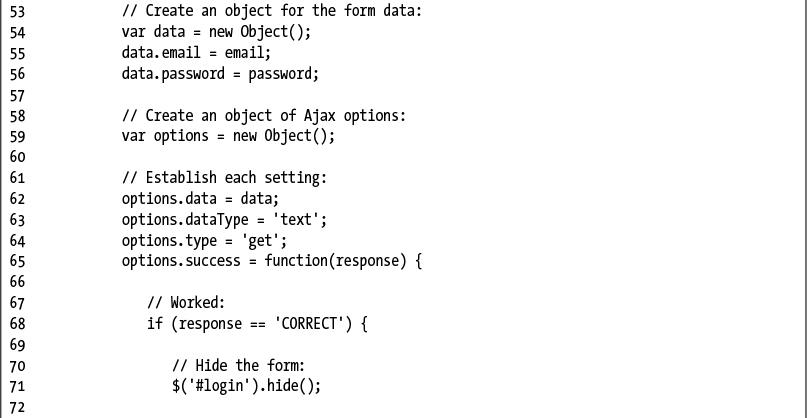 53 // Create an object for the form data:
54 var data = new Object();
55 data.email = email;
56 data.password = password;
57
58 // Create an object of Ajax options:
59 var options = new Object();
60
61 // Establish each setting:
62 options.data = data;
63 options.dataType = 'text';
64 options.type = 'get';
65 options.success = function(response) {
66
67 // Worked:
68 if (response == 'CORRECT') {
69
70 // Hide the form:
71 $('#login').hide();
72